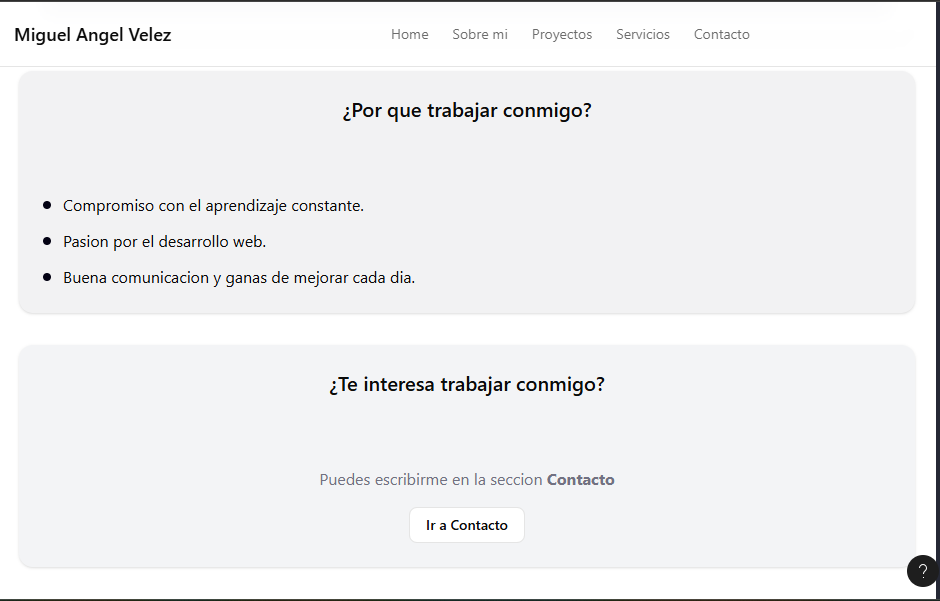 Miguel Angel Velez
Home Sobre mi Proyectos Servicios Contacto
¿Por que trabajar conmigo?
Compromiso con el aprendizaje constante.
Pasion por el desarrollo web.
Buena comunicacion y ganas de mejorar cada dia.
¿Te interesa trabajar conmigo?
Puedes escribirme en la seccion Contacto
Ir a Contacto
?